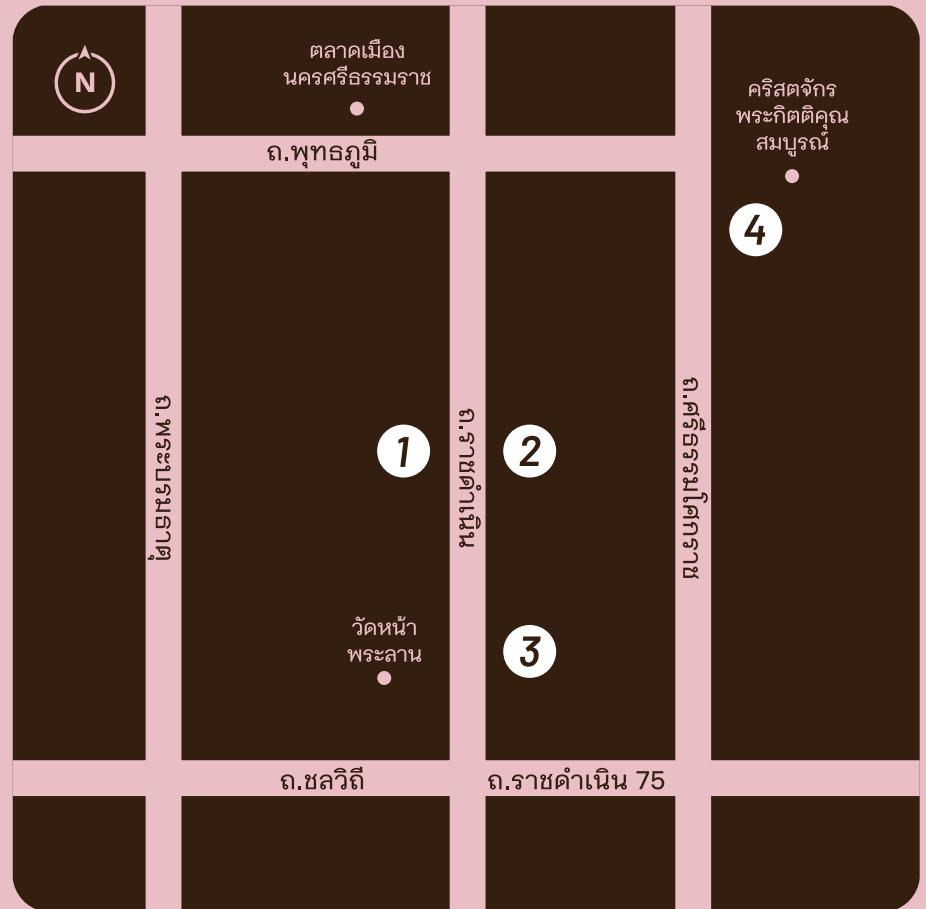 N
ตลาดเมือง
นครศรีธรรมราช
คริสตจักร
พระกิตติคุณ
สมบูรณ์
ถ.พุทธภูมิ
4
ถ.พระบรมธาตุ
1
ถ.ราชดำเนิน
2
ถ.ศรีธรรมโศกราช
วัดหน้า
พระลาน
3
ถ.ชลวิถี
ถ.ราชดำเนิน 75